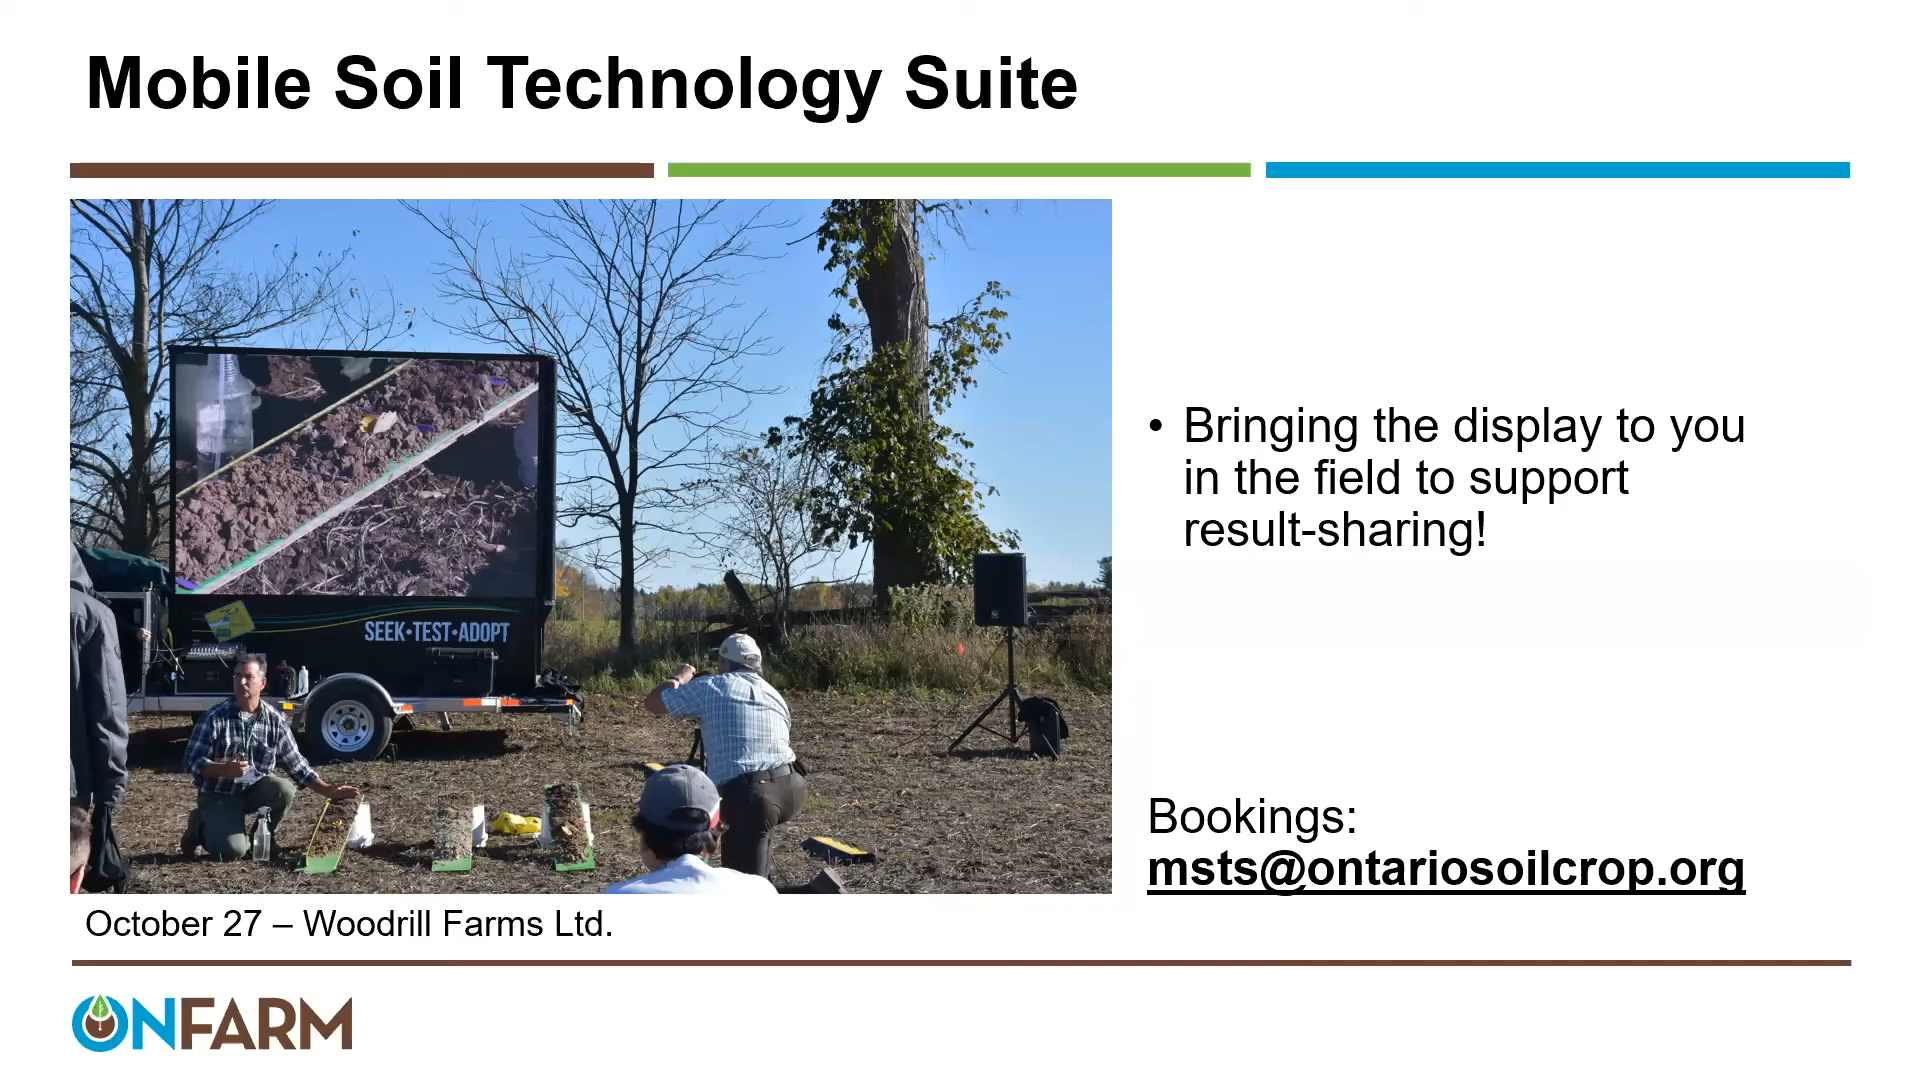 Mobile Soil Technology Suite
SEEK•TEST•ADOPT
• Bringing the display to you
in the field to support
result-sharing!
Bookings:
msts@ontariosoilcrop.org
October 27 – Woodrill Farms Ltd.
ONFARM